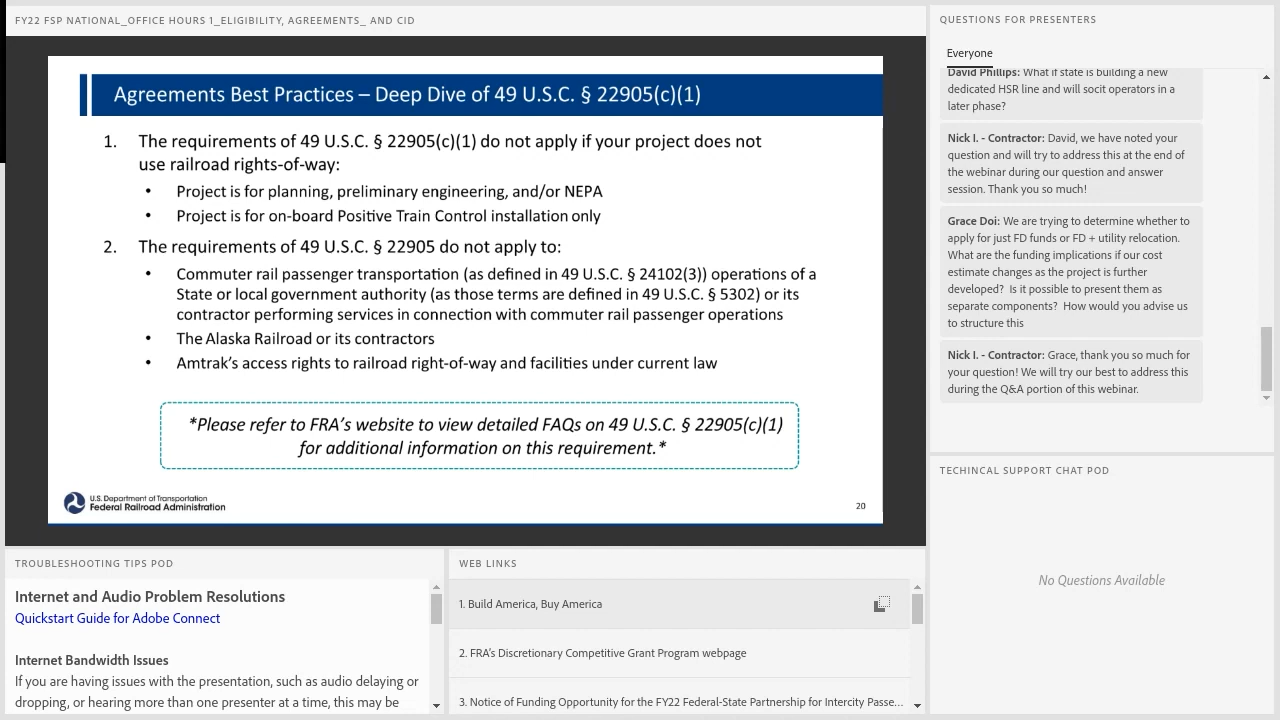 FY22 FSP NATIONAL_OFFICE HOURS 1_ELIGIBILITY, AGREEMENTS_ AND CID
Agreements Best Practices – Deep Dive of 49 U.S.C. § 22905(c)(1)
1. The requirements of 49 U.S.C. § 22905(c)(1) do not apply if your project does not
use railroad rights-of-way:
• Project is for planning, preliminary engineering, and/or NEPA
• Project is for on-board Positive Train Control installation only
2. The requirements of 49 U.S.C. § 22905 do not apply to:
• Commuter rail passenger transportation (as defined in 49 U.S.C. § 24102(3)) operations of a
State or local government authority (as those terms are defined in 49 U.S.C. § 5302) or its
contractor performing services in connection with commuter rail passenger operations
• The Alaska Railroad or its contractors
• Amtrak's access rights to railroad right-of-way and facilities under current law
*Please refer to FRA's website to view detailed FAQs on 49 U.S.C. § 22905(c)(1)
for additional information on this requirement.*
U.S. Department of Transportation
Federal Railroad Administration
20
QUESTIONS FOR PRESENTERS
Everyone
David Phillips: What if state is building a new
dedicated HSR line and will socit operators in a
later phase?
Nick I. - Contractor: David, we have noted your
question and will try to address this at the end of
the webinar during our question and answer
session. Thank you so much!
Grace Doi: We are trying to determine whether to
apply for just FD funds or FD + utility relocation.
What are the funding implications if our cost
estimate changes as the project is further
developed? Is it possible to present them as
separate components? How would you advise us
to structure this
Nick I. - Contractor: Grace, thank you so much for
your question! We will try our best to address this
during the Q&A portion of this webinar.
TECHINCAL SUPPORT CHAT POD
No Questions Available
TROUBLESHOOTING TIPS POD
Internet and Audio Problem Resolutions
Quickstart Guide for Adobe Connect
Internet Bandwidth Issues
If you are having issues with the presentation, such as audio delaying or
dropping, or hearing more than one presenter at a time, this may be
WEB LINKS
1. Build America, Buy America
2. FRA's Discretionary Competitive Grant Program webpage
3. Notice of Funding Opportunity for the FY22 Federal-State Partnership for Intercity Passe...